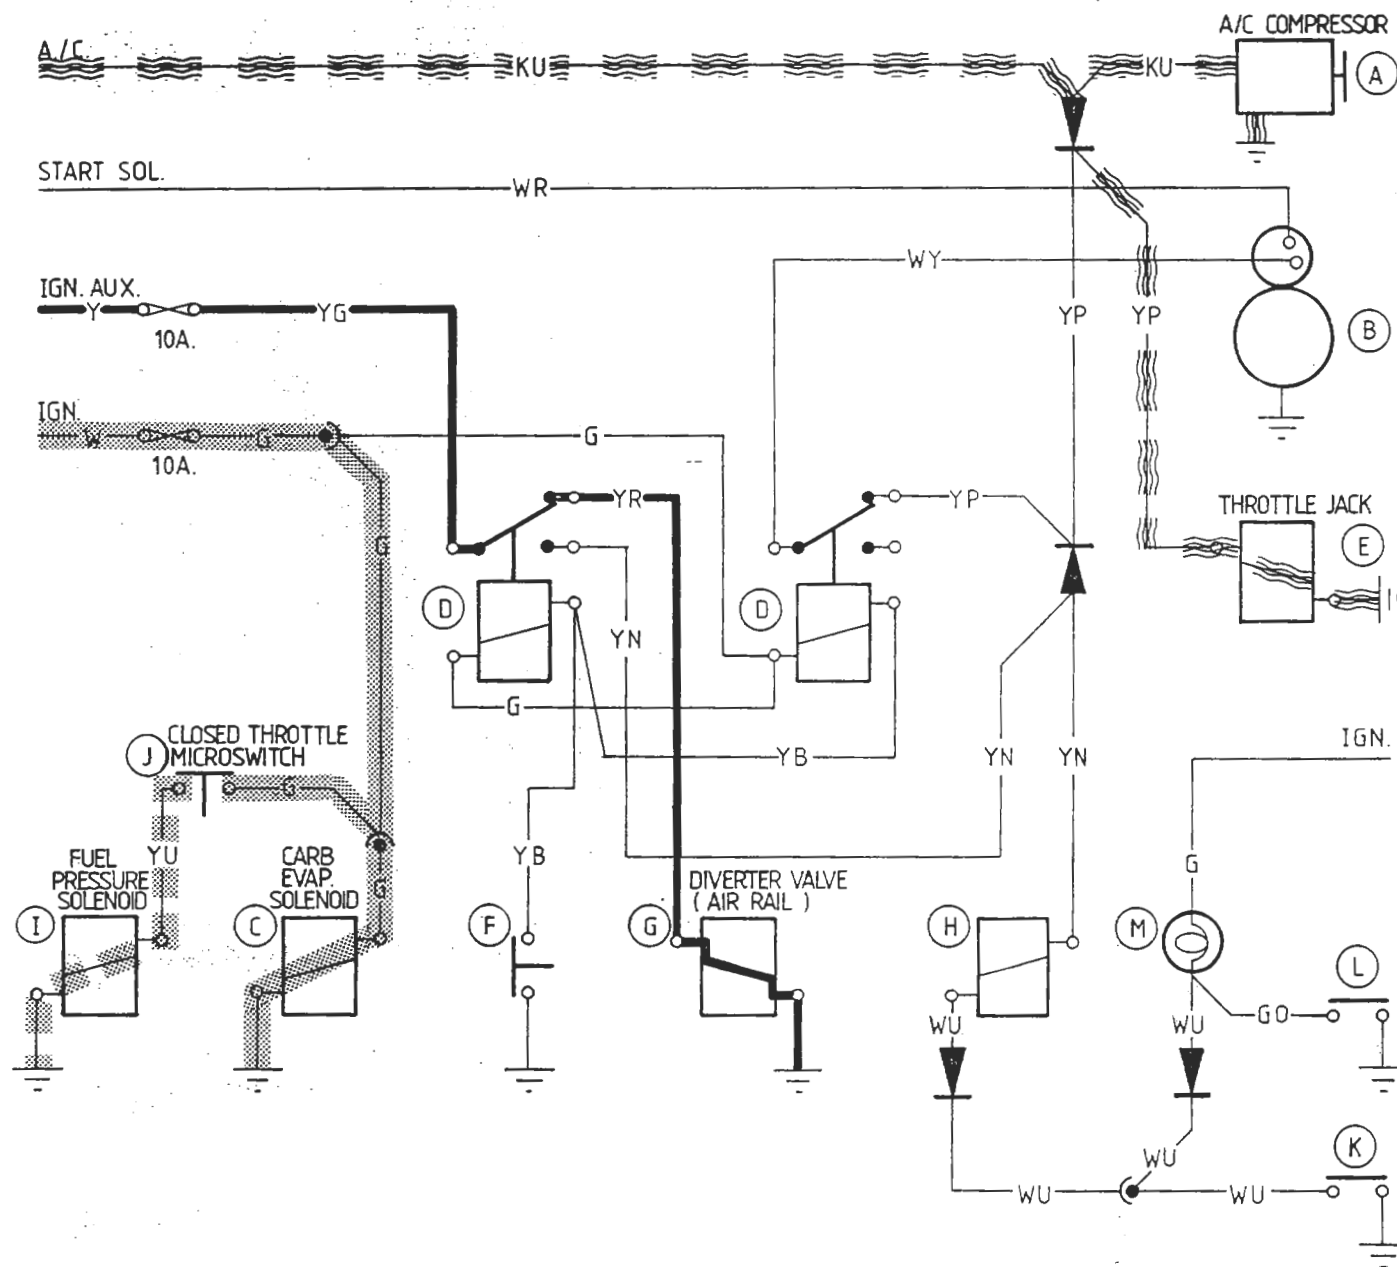 A/C COMPRESSOR
A/C.
KU
KU
A
START SOL.
WR
WY
IGN. AUX.
Y
YG
10A.
YP
YP
B
IGN.
W
G
G
10A.
YR
YP
THROTTLE JACK
E
G
D
D
YN
G
CLOSED THROTTLE
J MICROSWITCH
G
YB
YN
YN
IGN.
YU
YB
G
FUEL
PRESSURE
SOLENOID
CARB
EVAP.
SOLENOID
G
DIVERTER VALVE
( AIR RAIL )
I
C
F
G
H
M
L
WU
WU
GO
K
WU
WU
WU